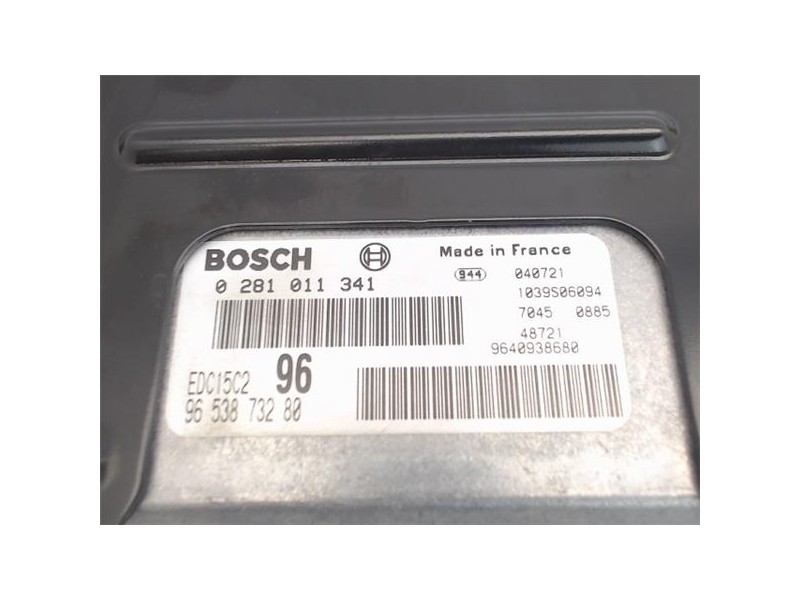 BOSCH
Made in France
0 281 011 341
944 040721
1039S06094
7045 0885
48721
9640938680
EDC15C2 96
96 538 732 80